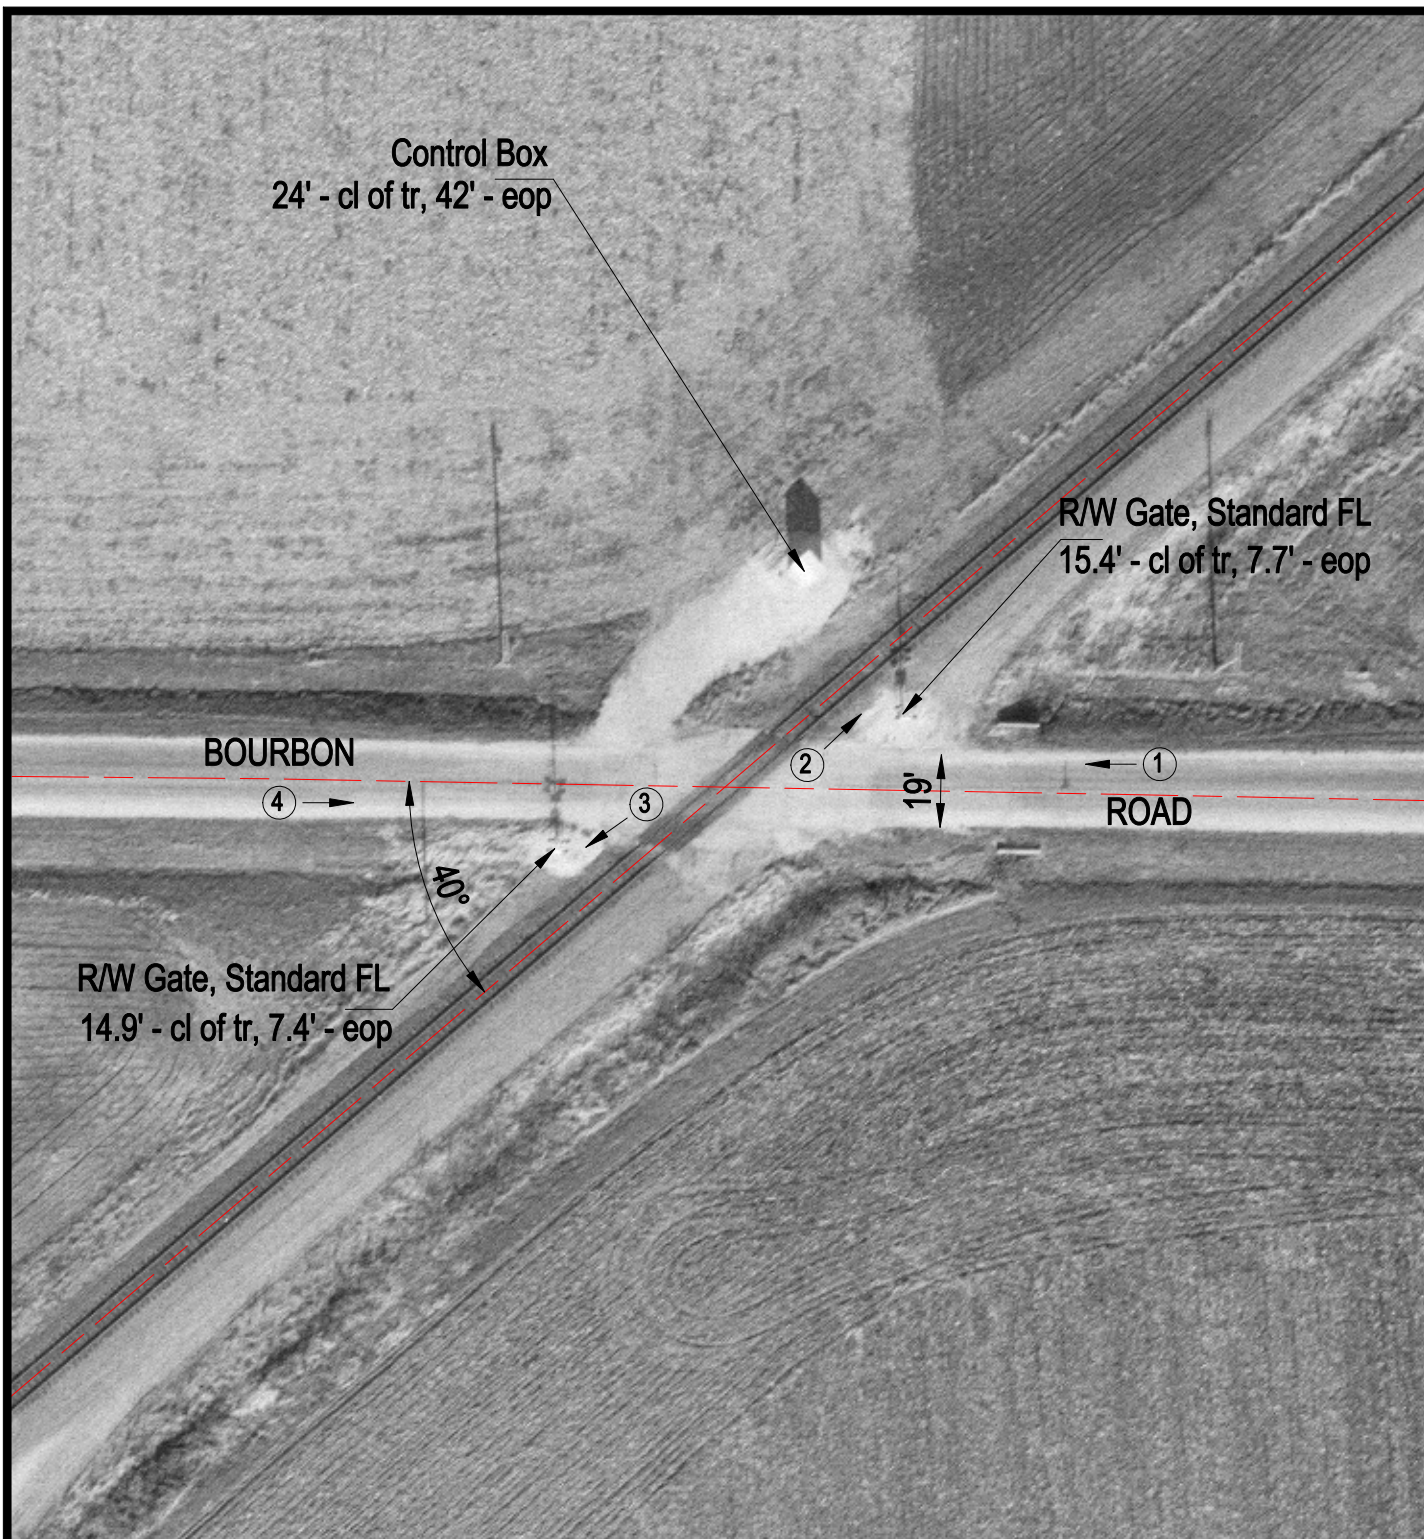 Control Box
24' - cl of tr, 42' - eop
R/W Gate, Standard FL
15.4' - cl of tr, 7.7' - eop
BOURBON
2
1
4
3
19'
ROAD
40°
R/W Gate, Standard FL
14.9' - cl of tr, 7.4' - eop